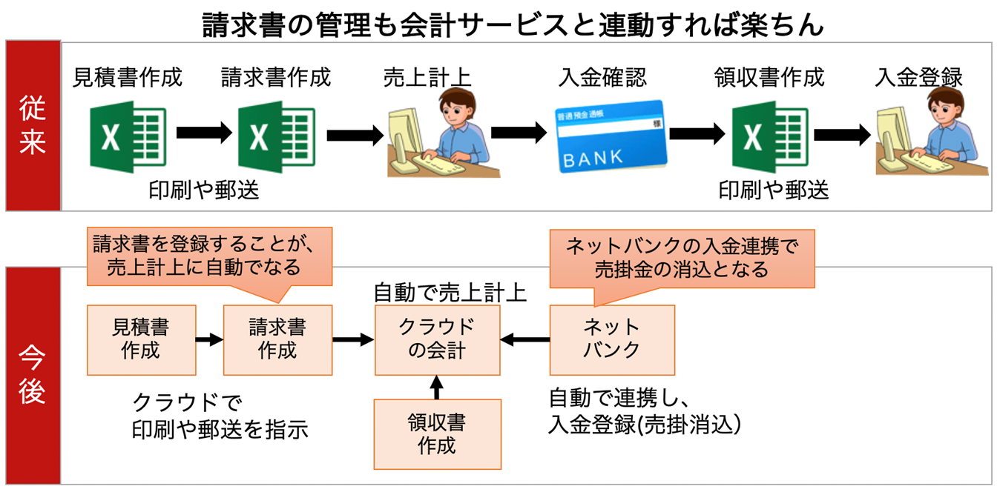 請求書の管理も会計サービスと連動すれば楽ちん
従来
見積書作成
請求書作成
売上計上
入金確認
領収書作成
入金登録
X
X
普通預金通帳
様
BANK
X
印刷や郵送
印刷や郵送
今後
請求書を登録することが、
売上計上に自動でなる
ネットバンクの入金連携で
売掛金の消込となる
自動で売上計上
見積書
作成
請求書
作成
クラウド
の会計
ネット
バンク
クラウドで
印刷や郵送を指示
領収書
作成
自動で連携し、
入金登録(売掛消込）